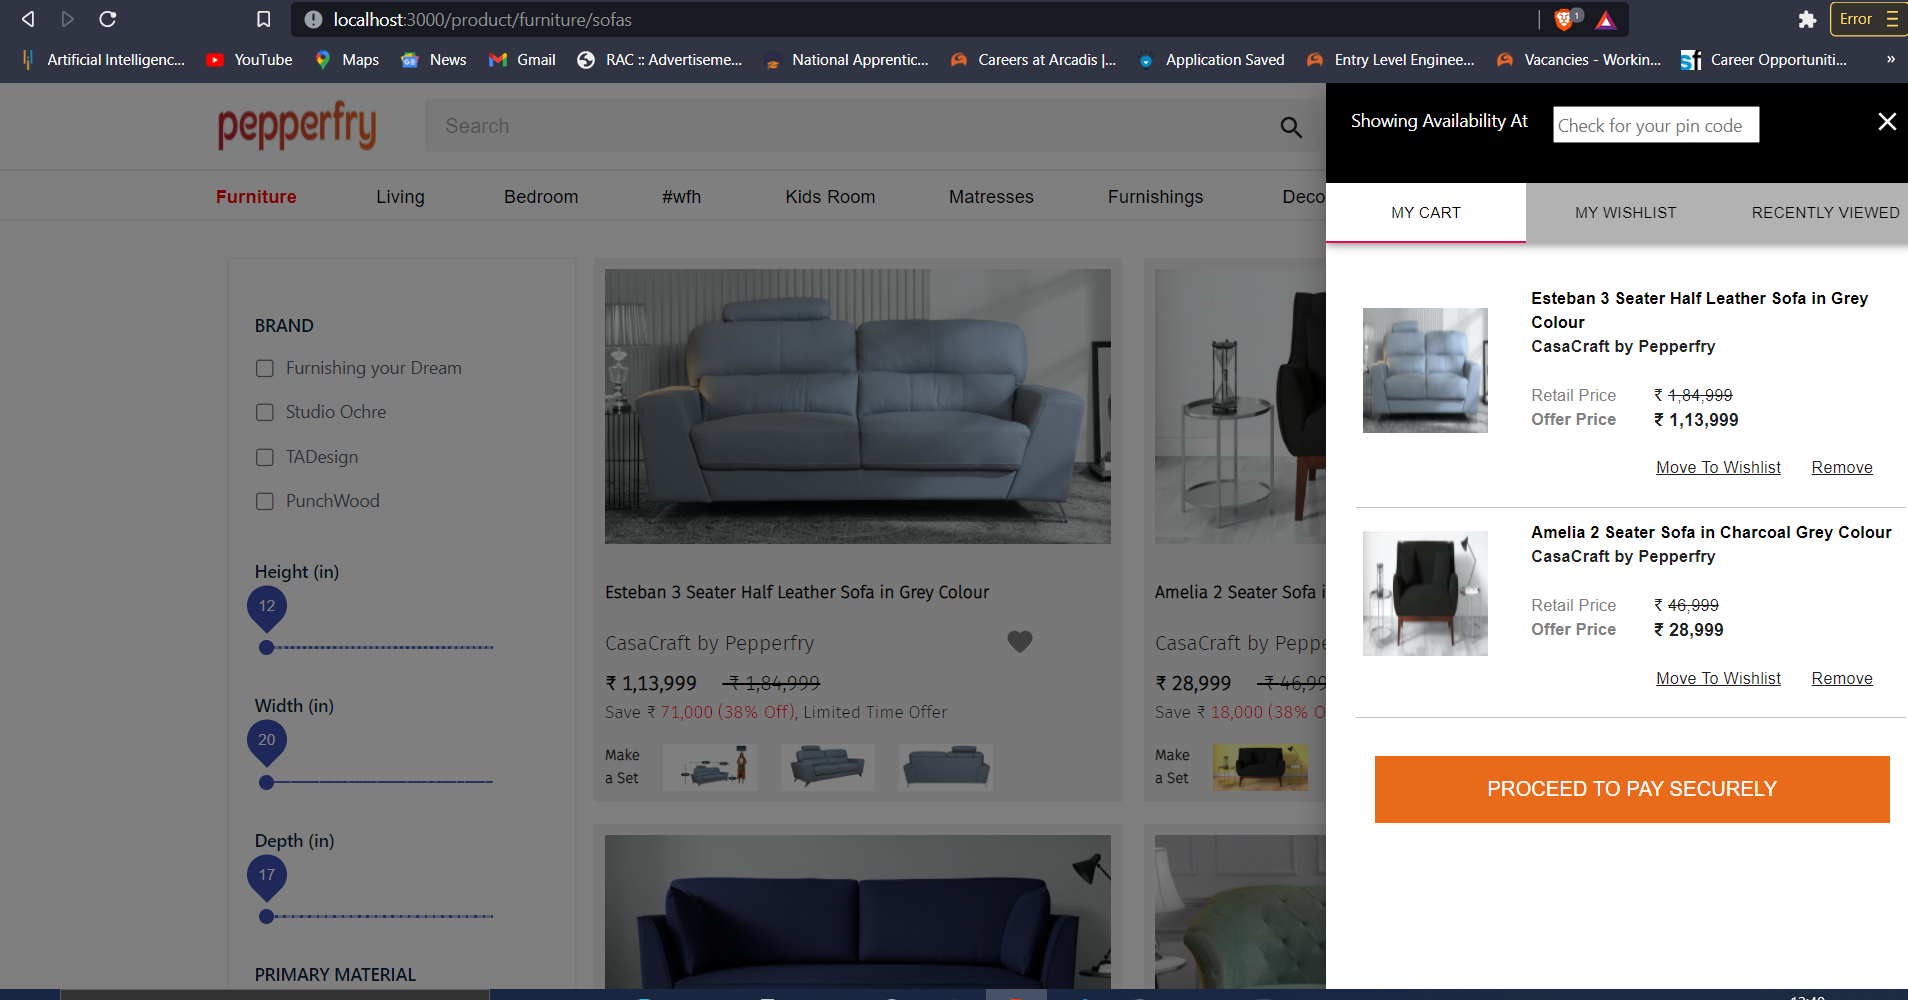 localhost:3000/product/furniture/sofas
1
Error
Artificial Intelligenc...
YouTube
Maps
News
Gmail
RAC :: Advertiseme...
National Apprentic...
Careers at Arcadis |...
Application Saved
Entry Level Enginee...
Vacancies - Workin...
Career Opportuniti...
»
pepperfry
Search
Furniture
Living
Bedroom
#wfh
Kids Room
Matresses
Furnishings
Deco
BRAND
Furnishing your Dream
Studio Ochre
TADesign
PunchWood
Height (in)
12
Width (in)
20
Depth (in)
17
PRIMARY MATERIAL
Esteban 3 Seater Half Leather Sofa in Grey Colour
CasaCraft by Pepperfry
₹ 1,13,999 ₹ 1,84,999
Save ₹ 71,000 (38% Off), Limited Time Offer
Make
a Set
Amelia 2 Seater Sofa i
CasaCraft by Pepp
₹ 28,999 ₹ 46,99
Save ₹ 18,000 (38% O
Make
a Set
Showing Availability At
Check for your pin code
MY CART
MY WISHLIST
RECENTLY VIEWED
Esteban 3 Seater Half Leather Sofa in Grey
Colour
CasaCraft by Pepperfry
Retail Price ₹ 1,84,999
Offer Price ₹ 1,13,999
Move To Wishlist Remove
Amelia 2 Seater Sofa in Charcoal Grey Colour
CasaCraft by Pepperfry
Retail Price ₹ 46,999
Offer Price ₹ 28,999
Move To Wishlist Remove
PROCEED TO PAY SECURELY